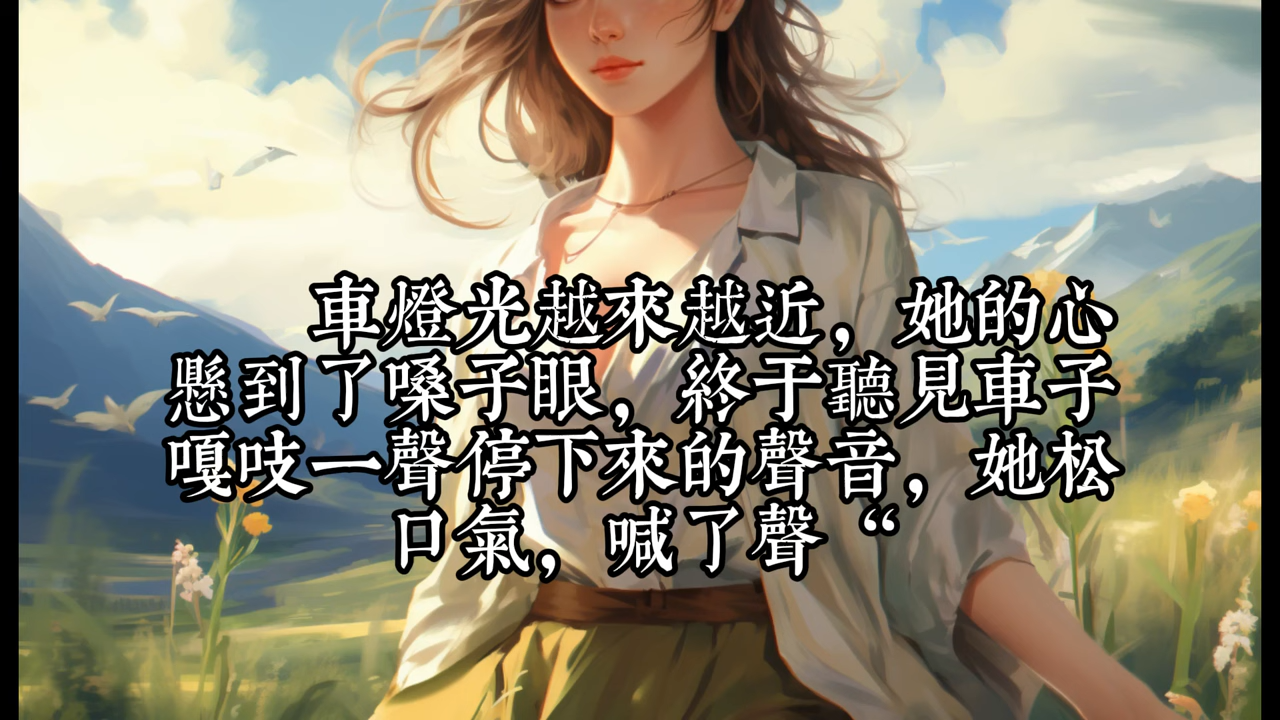 車燈光越來越近，她的心
懸到了嗓子眼，終于聽見車子
嘎吱一聲停下來的聲音，她松
口氣，喊了聲“